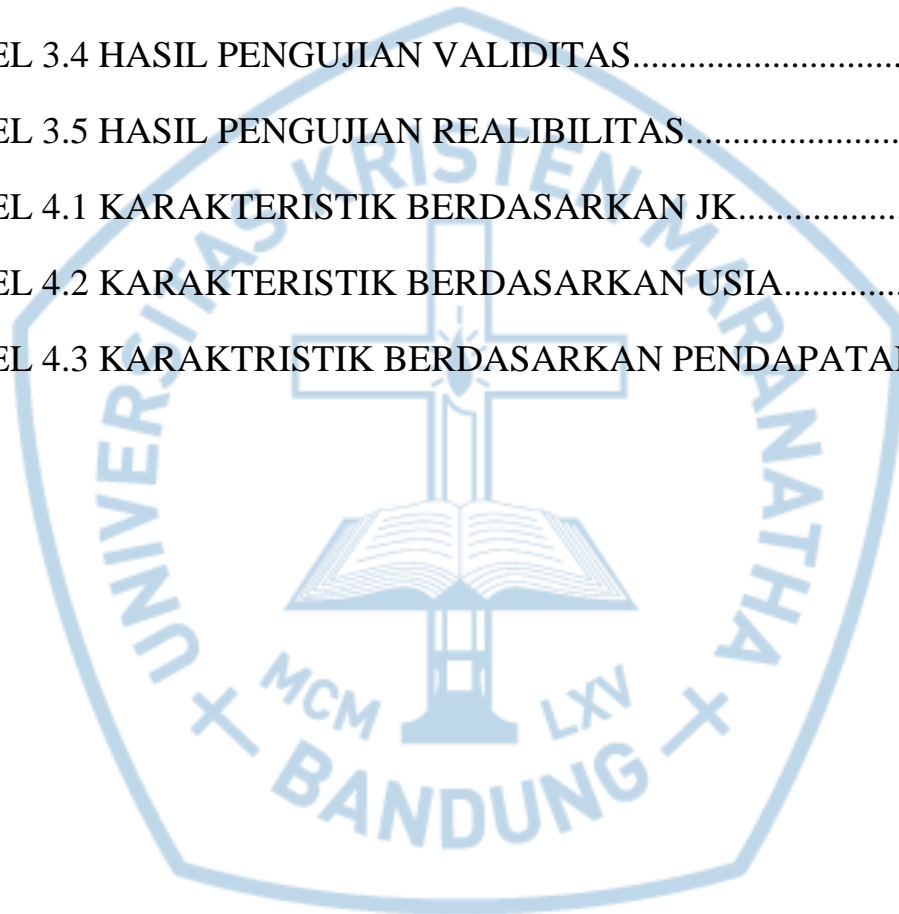 EL 3.4 HASIL PENGUJIAN VALIDITAS.............................
EL 3.5 HASIL PENGUJIAN REALIBILITAS.......................
EL 4.1 KARAKTERISTIK BERDASARKAN JK..................
EL 4.2 KARAKTERISTIK BERDASARKAN USIA.............
EL 4.3 KARAKTRISTIK BERDASARKAN PENDAPATAN
UNIVERSITAS KRISTEN MARANATHA
MCM LXV
BANDUNG